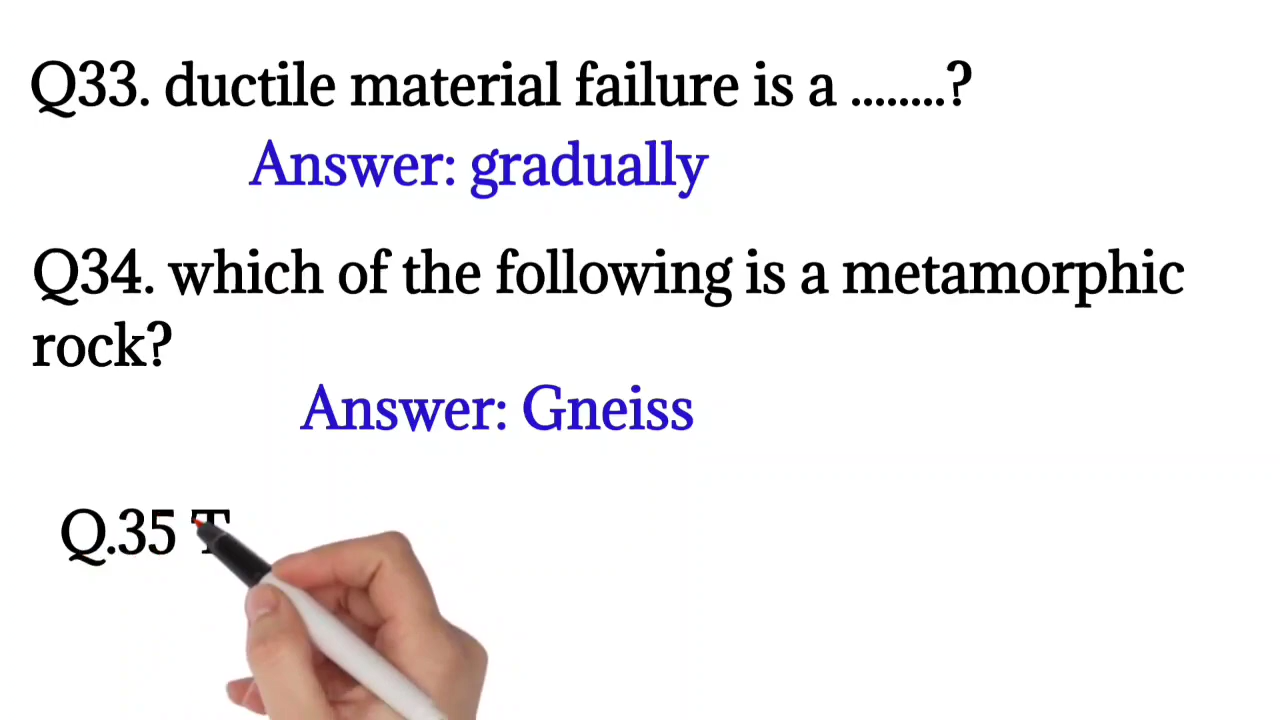 Q33. ductile material failure is a ........?
Answer: gradually
Q34. which of the following is a metamorphic
rock?
Answer: Gneiss
Q.35 T